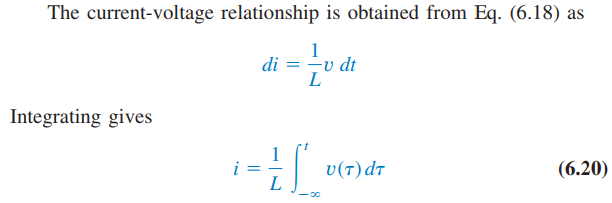 The current-voltage relationship is obtained from Eq. (6.18) as
di = 1/L v dt
Integrating gives
i = 1/L ∫_{-∞}^{t} v(τ) dτ (6.20)